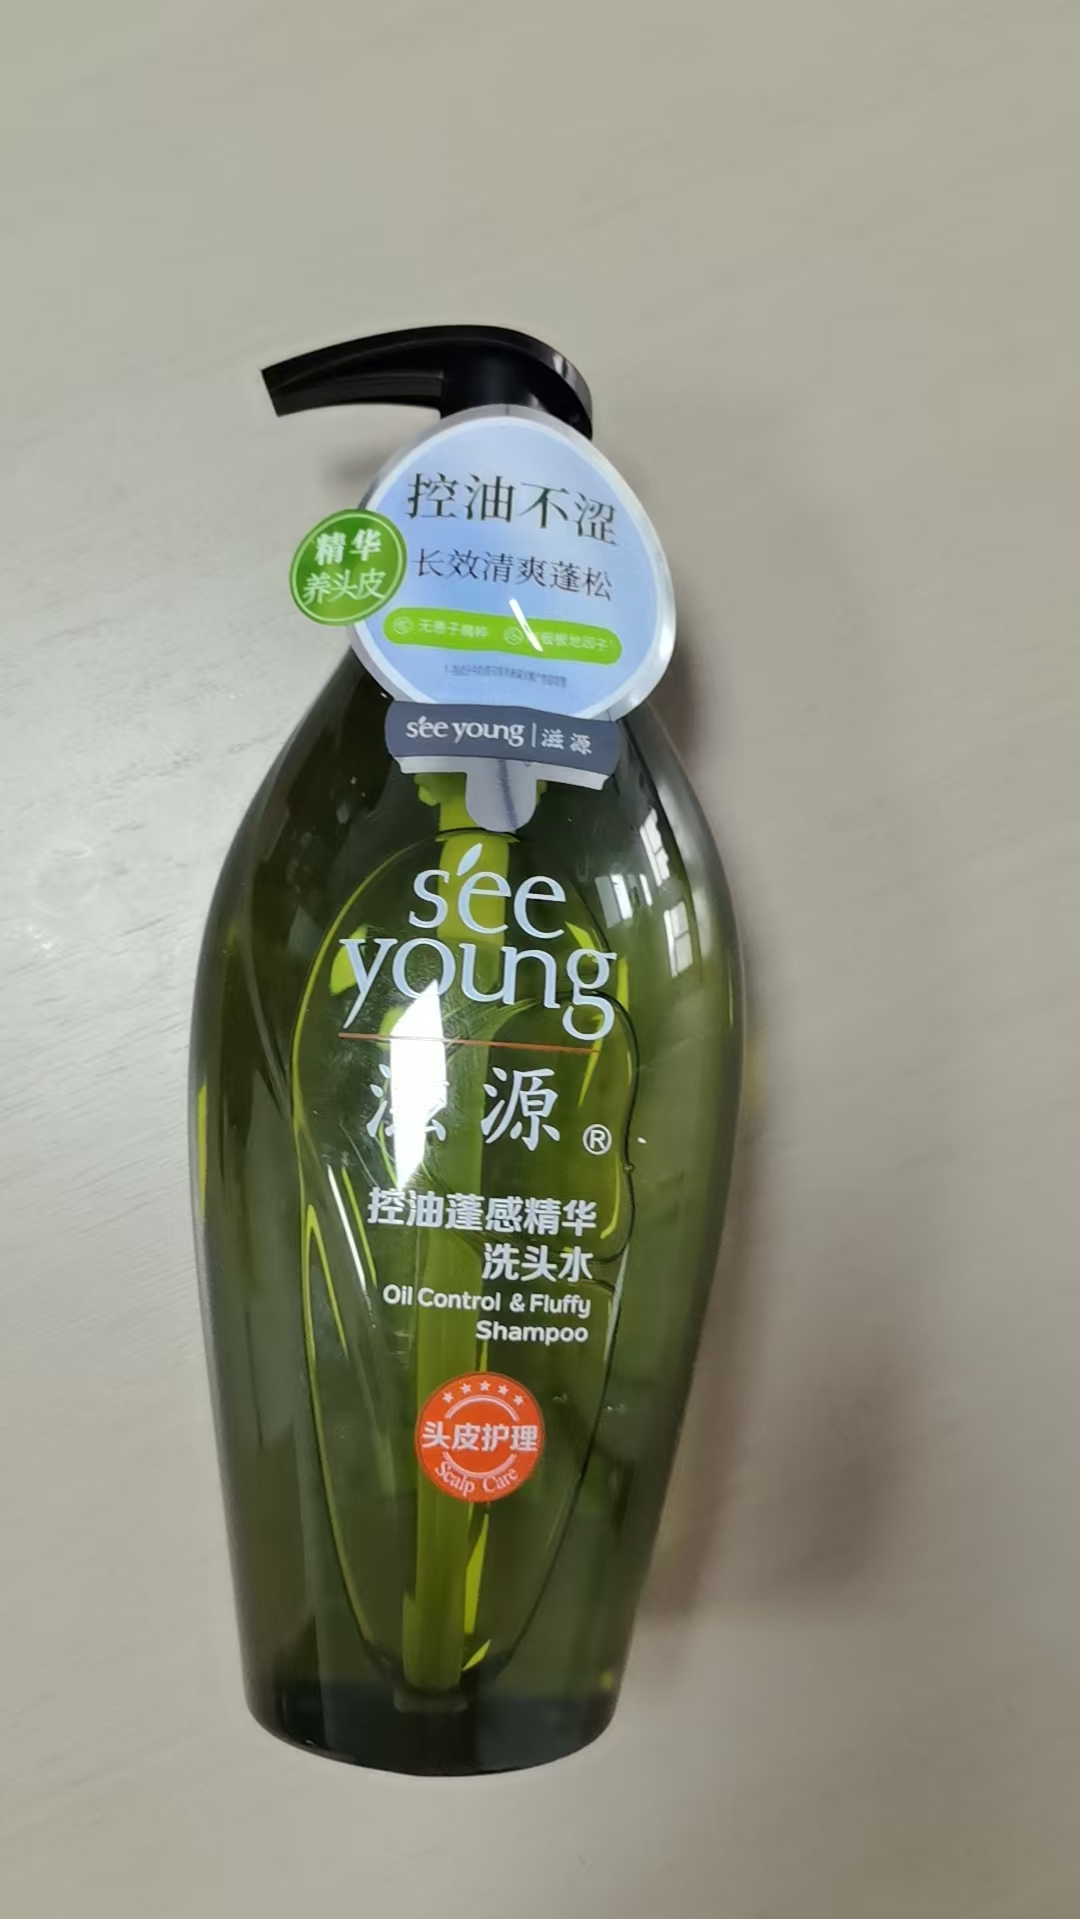 控油不涩
长效清爽蓬松
精华
养头皮
无患子精粹
see young | 滋源
see
young
滋源®
控油蓬感精华
洗头水
Oil Control & Fluffy
Shampoo
头皮护理
Scalp Care